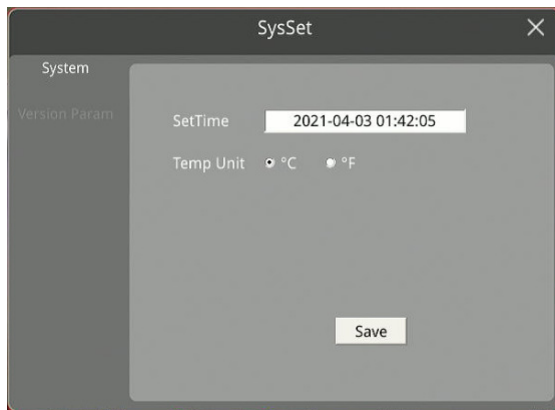 SysSet
System
Version Param
SetTime 2021-04-03 01:42:05
Temp Unit °C °F
Save